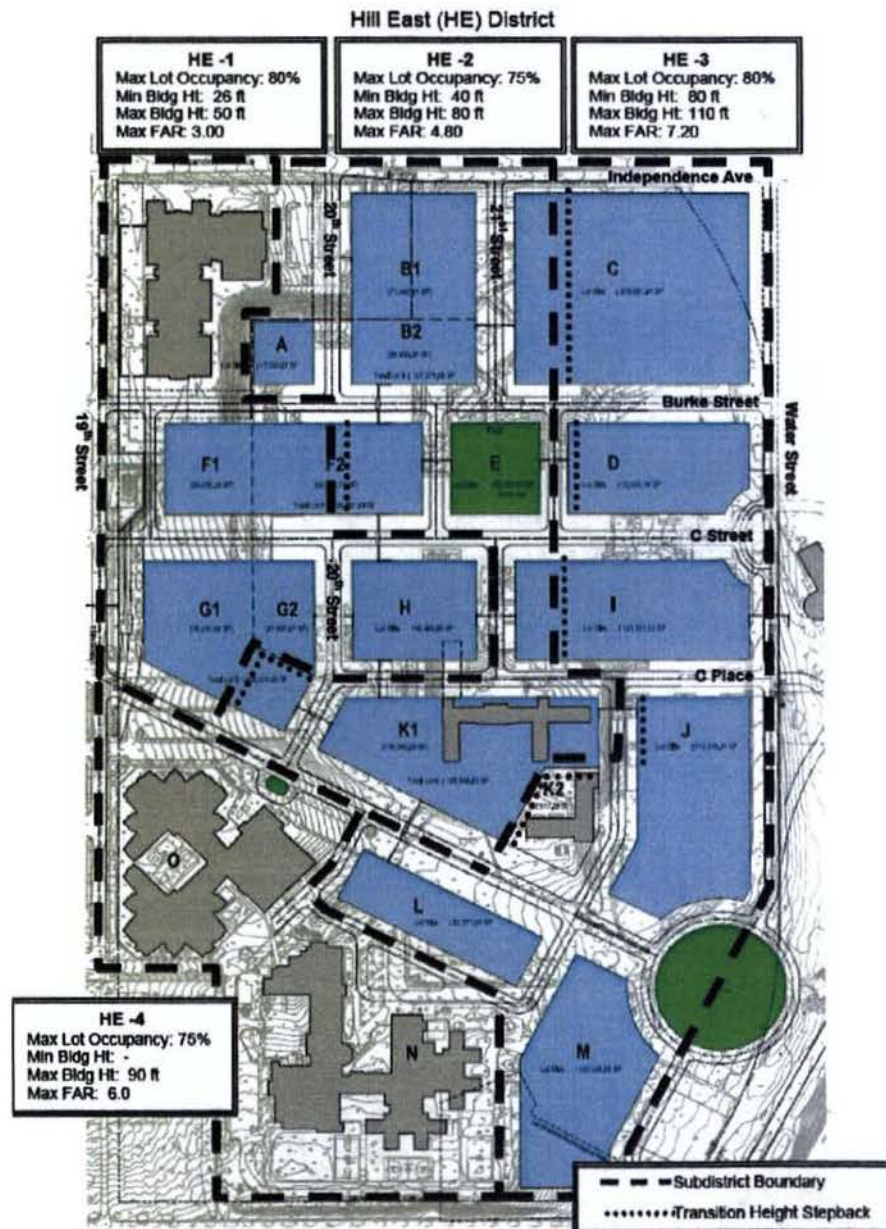 Hill East (HE) District
HE -1
Max Lot Occupancy: 80%
Min Bldg Ht: 26 ft
Max Bldg Ht: 50 ft
Max FAR: 3.00
HE -2
Max Lot Occupancy: 75%
Min Bldg Ht: 40 ft
Max Bldg Ht: 80 ft
Max FAR: 4.80
HE -3
Max Lot Occupancy: 80%
Min Bldg Ht: 80 ft
Max Bldg Ht: 110 ft
Max FAR: 7.20
Independence Ave
20th Street
21st Street
B1
C
B2
A
Burke Street
19th Street
Water Street
F1
F2
E
D
C Street
G1
G2
20th Street
H
I
C Place
K1
J
K2
O
L
HE -4
Max Lot Occupancy: 75%
Min Bldg Ht: -
Max Bldg Ht: 90 ft
Max FAR: 6.0
N
M
Subdistrict Boundary
Transition Height Stepback